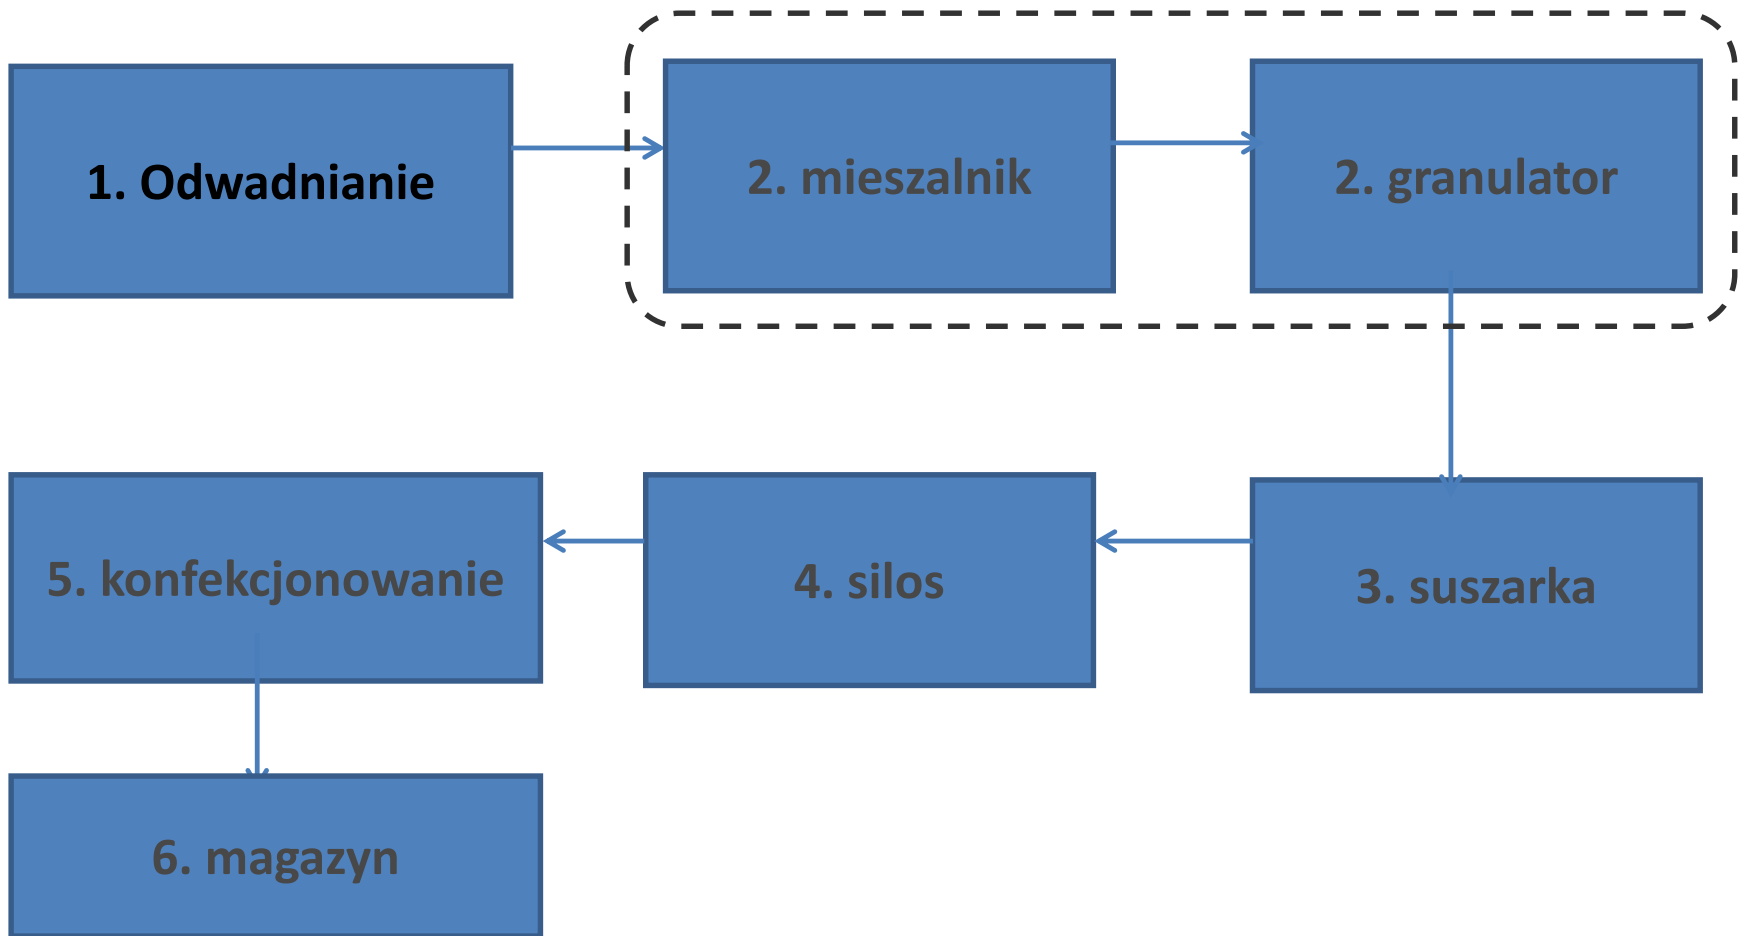 1. Odwadnianie
2. mieszalnik
2. granulator
5. konfekcjonowanie
4. silos
3. suszarka
6. magazyn